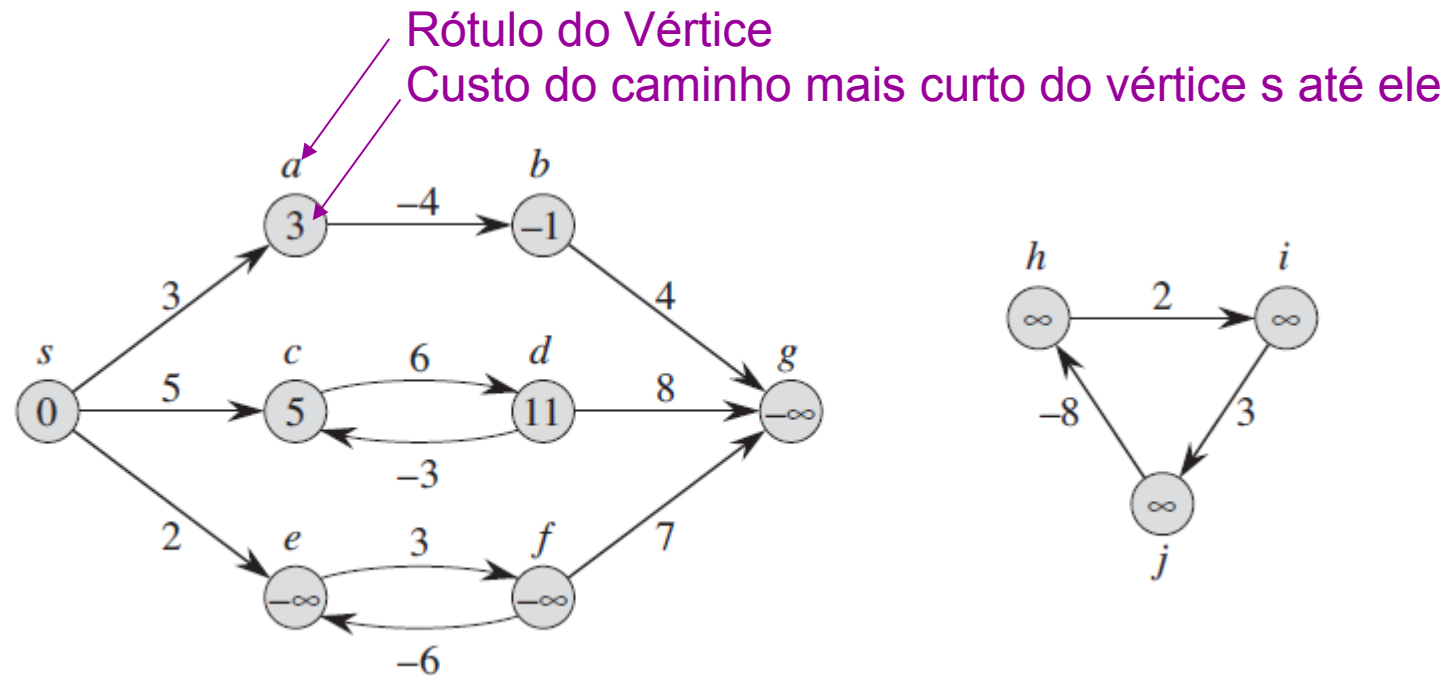 Rótulo do Vértice
Custo do caminho mais curto do vértice s até ele
a
b
3
–4
–1
h
i
3
4
∞
2
∞
s
c
6
d
g
0
5
5
11
8
–∞
–8
3
–3
∞
2
e
3
f
7
j
–∞
–∞
–6